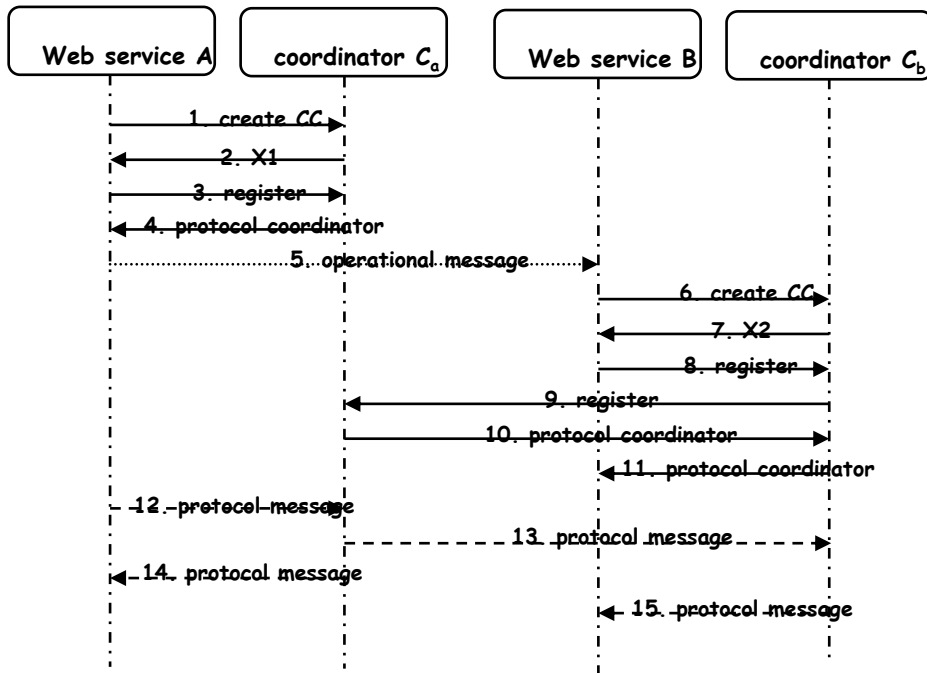 Web service A
coordinator Ca
Web service B
coordinator Cb
1. create CC
2. X1
3. register
4. protocol coordinator
5. operational message
6. create CC
7. X2
8. register
9. register
10. protocol coordinator
11. protocol coordinator
12. protocol message
13. protocol message
14. protocol message
15. protocol message